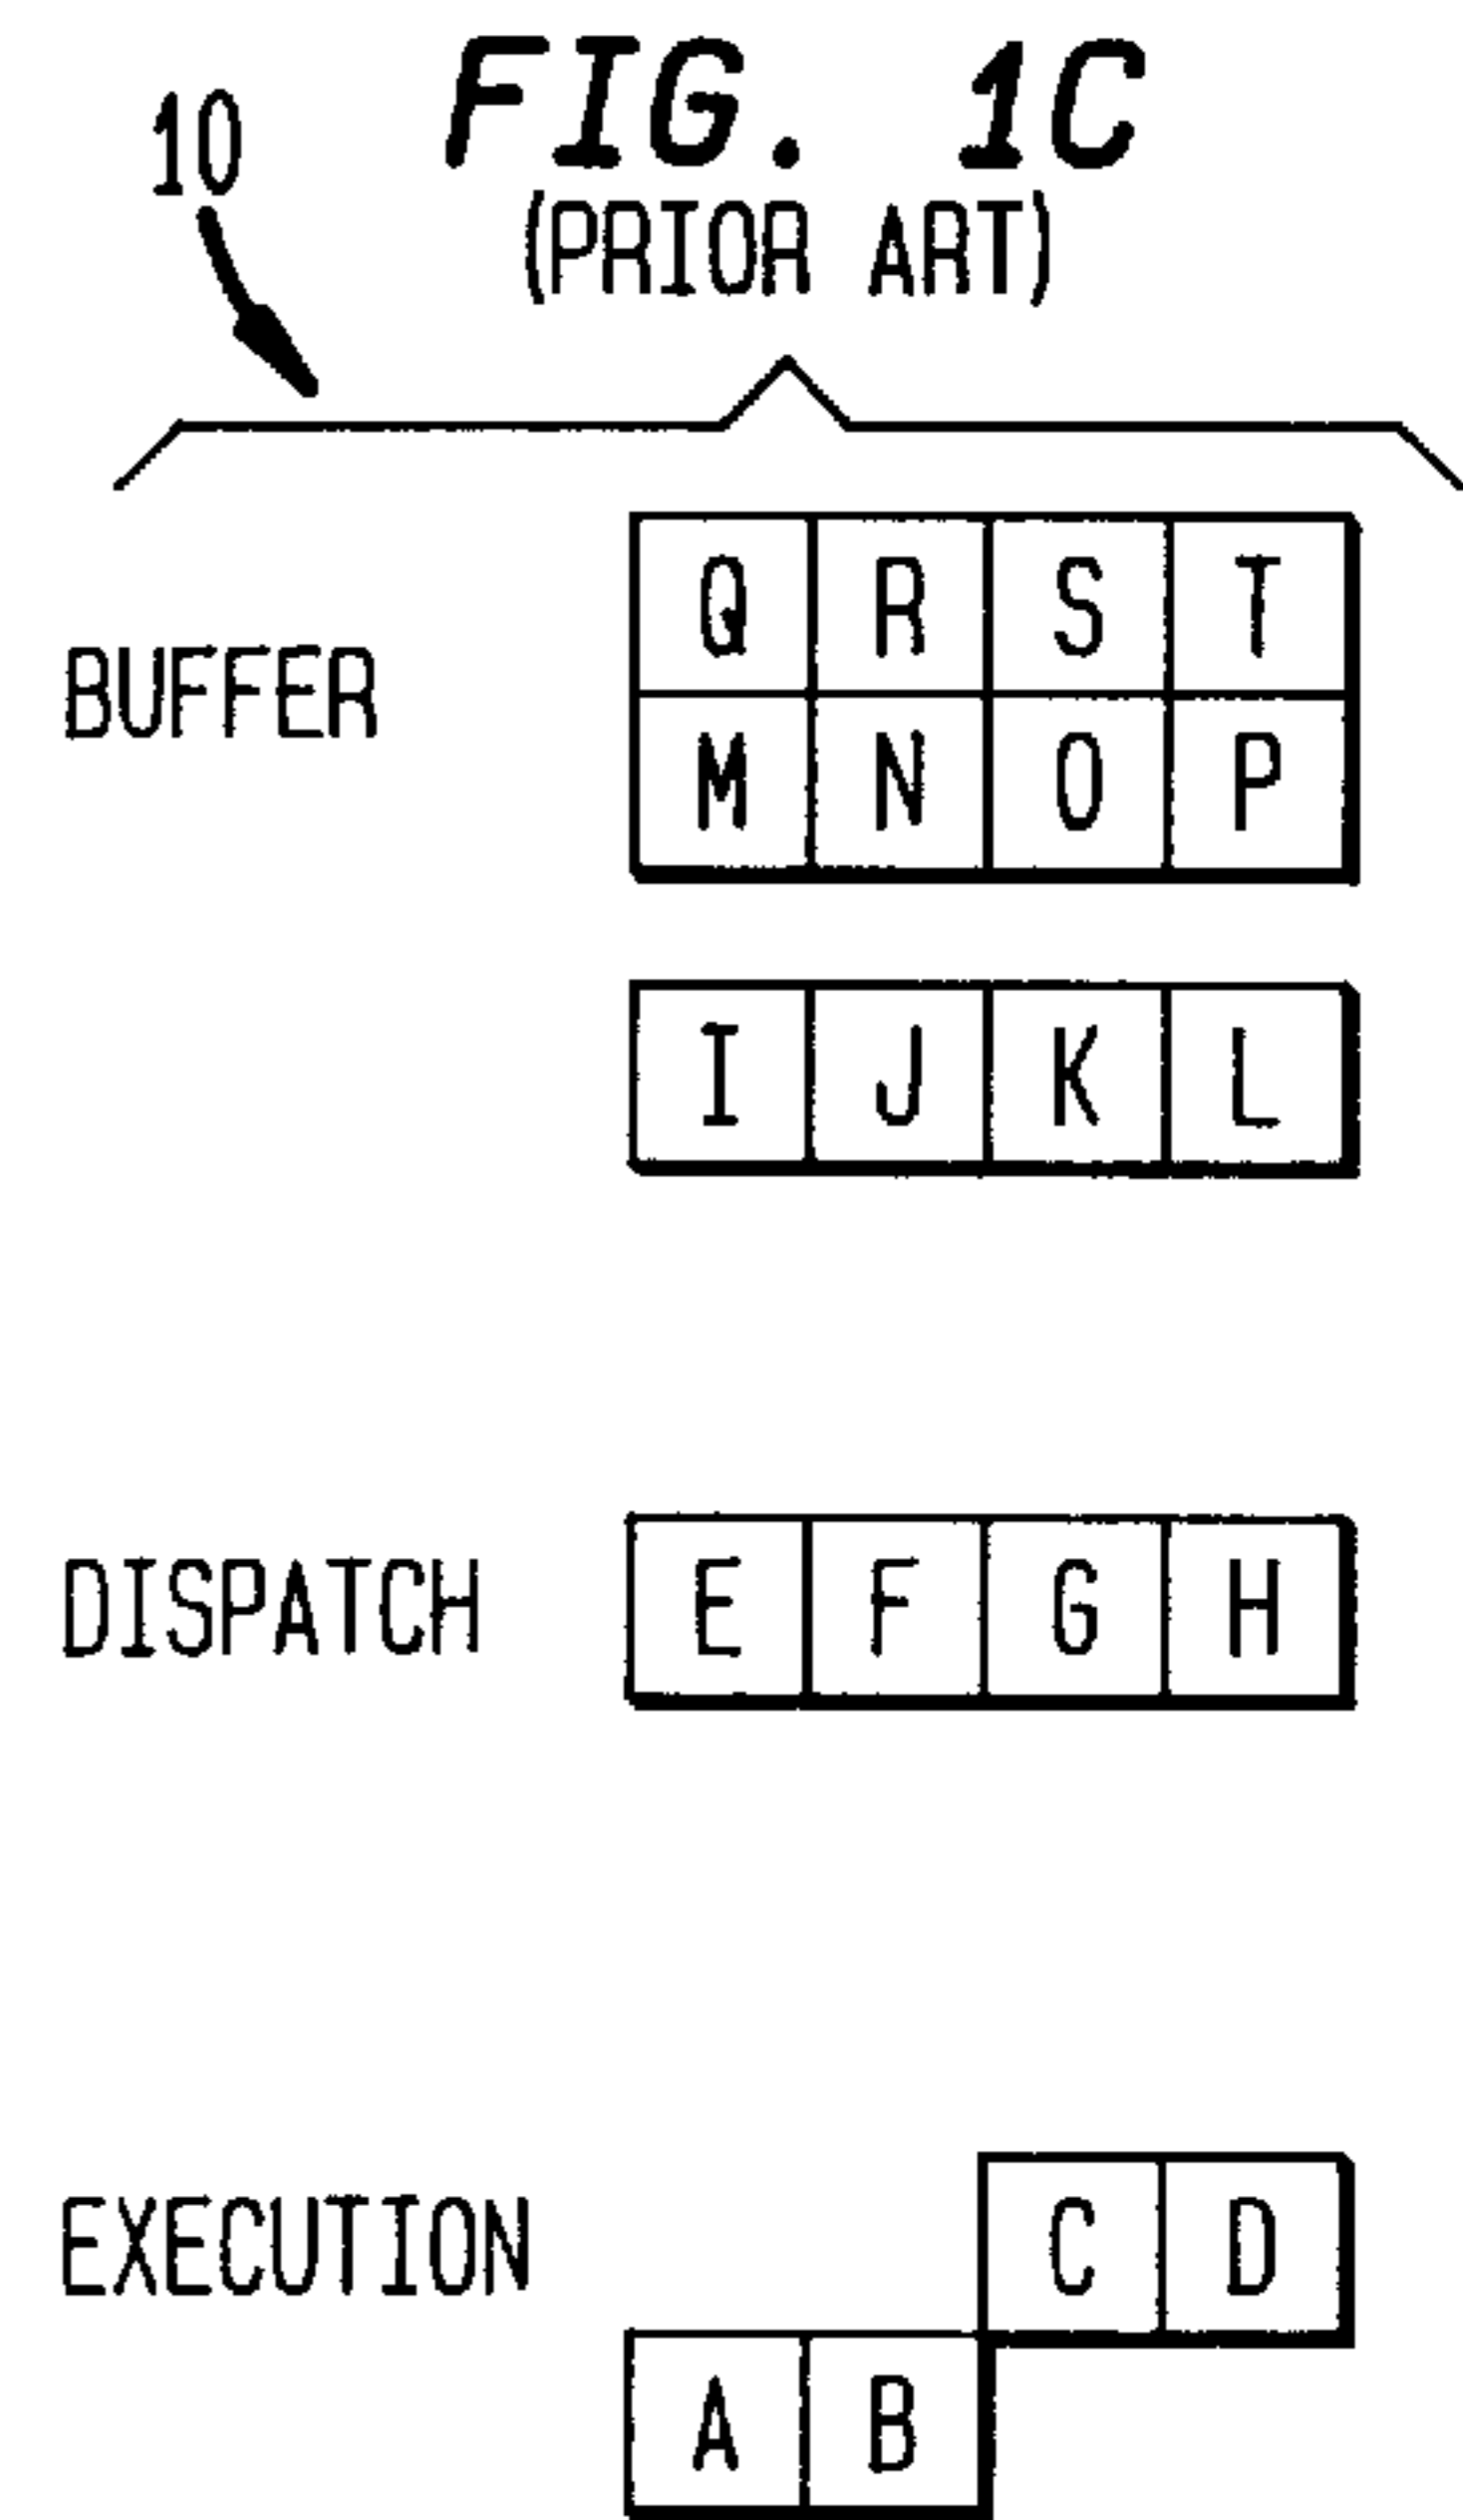 FIG. 1C
10
(PRIOR ART)
Q R S T
BUFFER
M N O P
I J K L
DISPATCH E F G H
EXECUTION C D
A B